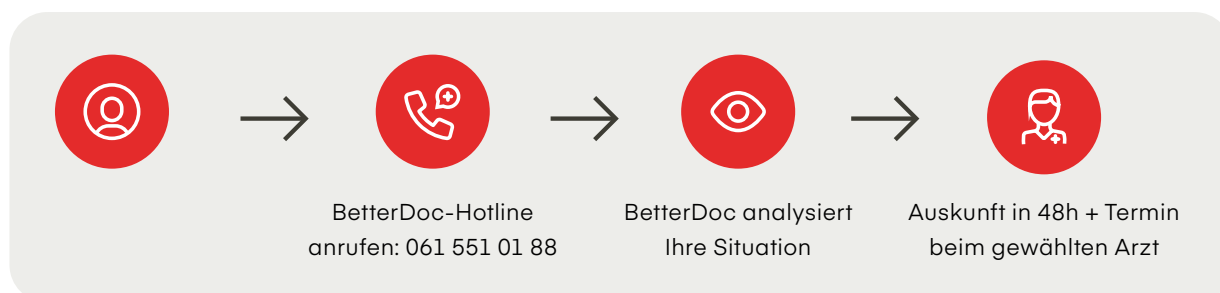 BetterDoc-Hotline
anrufen: 061 551 01 88
BetterDoc analysiert
Ihre Situation
Auskunft in 48h + Termin
beim gewählten Arzt